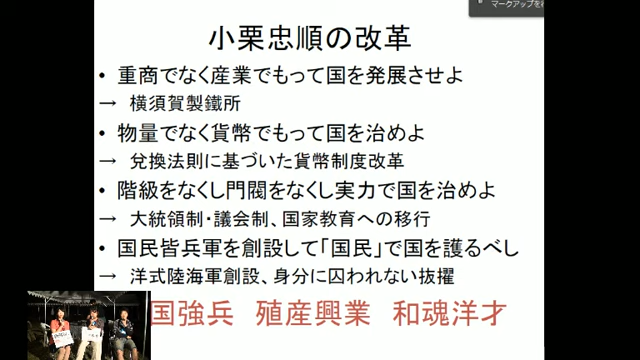 マークアップを
小栗忠順の改革
• 重商でなく産業でもって国を発展させよ
→ 横須賀製鐵所
• 物量でなく貨幣でもって国を治めよ
→ 兌換法則に基づいた貨幣制度改革
• 階級をなくし門閥をなくし実力で国を治めよ
→ 大統領制・議会制、国家教育への移行
• 国民皆兵軍を創設して「国民」で国を護るべし
→ 洋式陸海軍創設、身分に囚われない抜擢
国強兵 殖産興業 和魂洋才